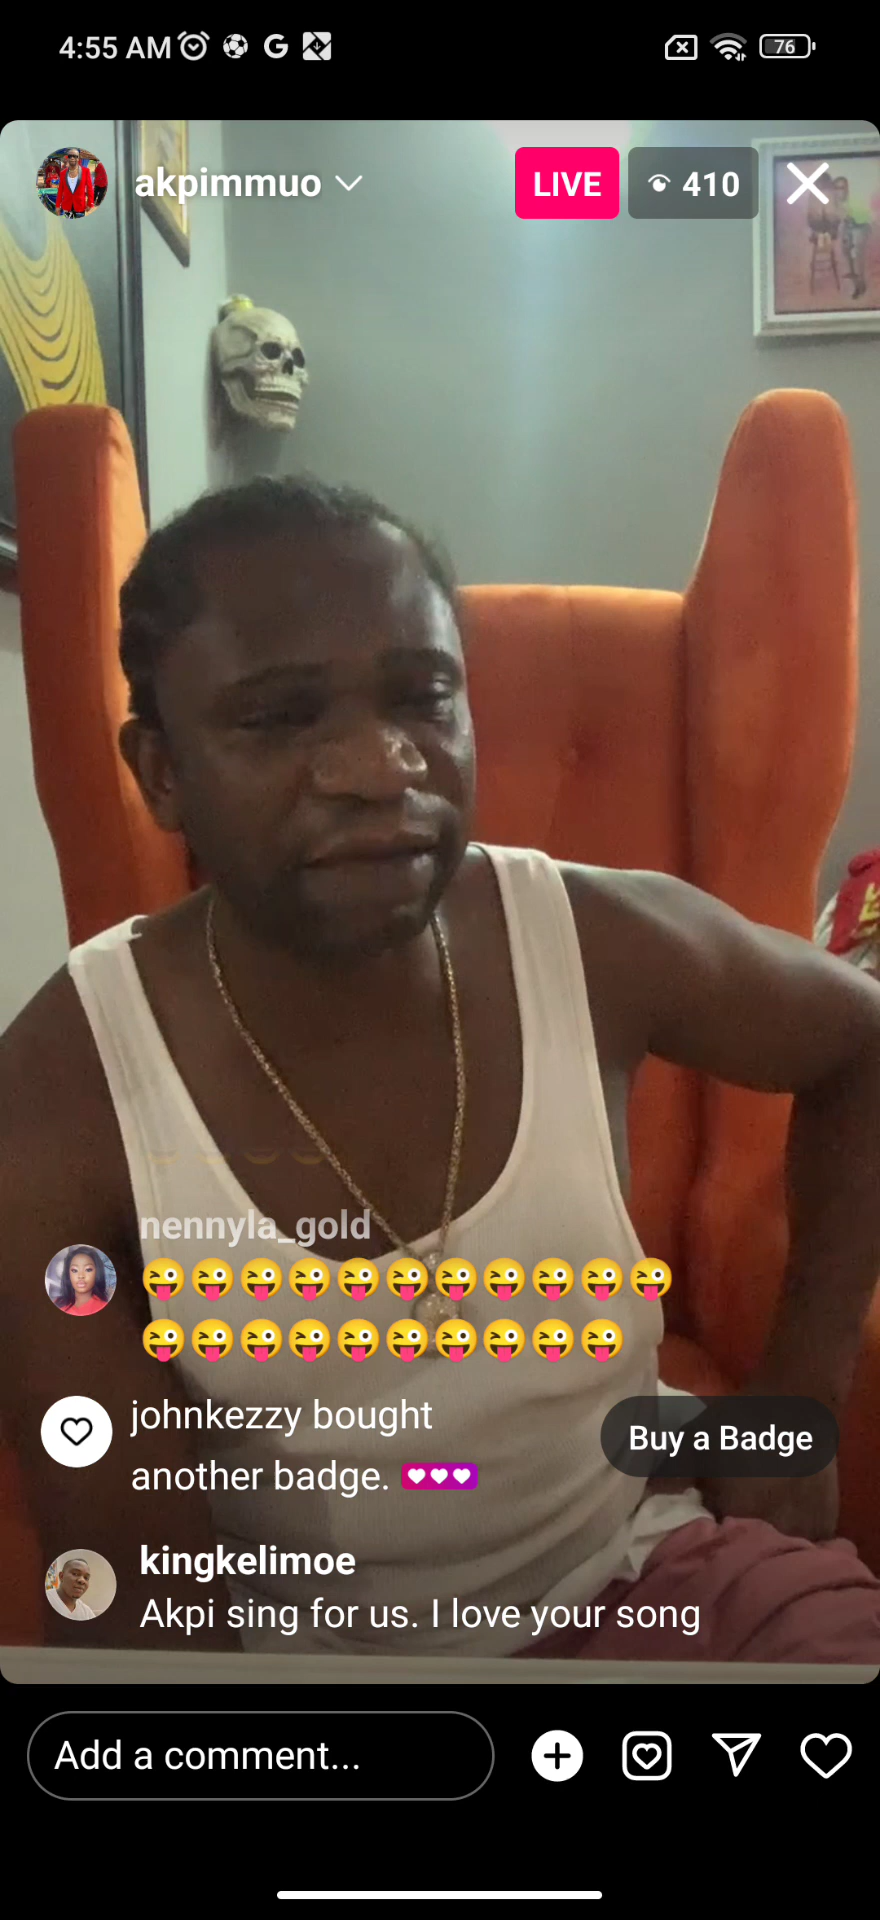 4:55 AM
76
akpimmuo
LIVE
410
nennyla_gold
😜😜😜😜😜😜😜😜😜😜😜
😜😜😜😜😜😜😜😜😜😜
johnkezzy bought
another badge.
Buy a Badge
kingkelimoe
Akpi sing for us. I love your song
Add a comment...